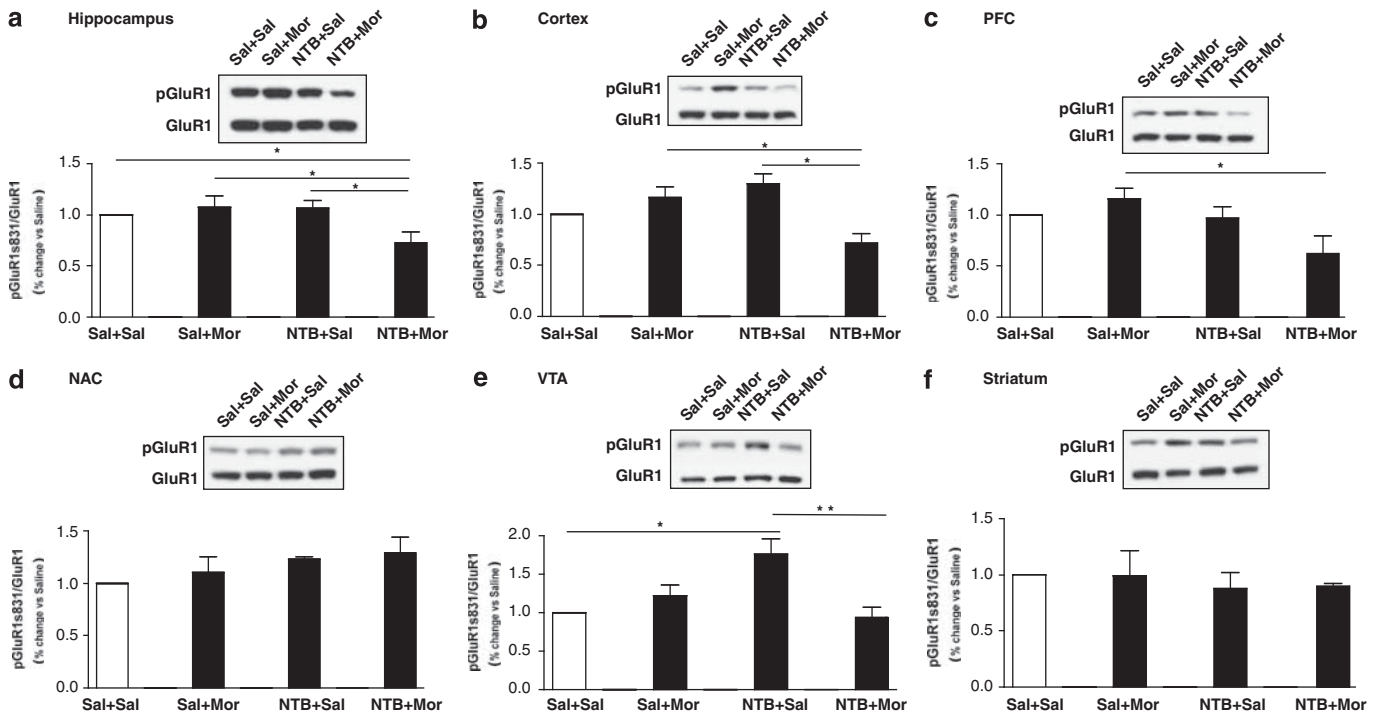 a Hippocampus
Sal+Sal
Sal+Mor
NTB+Sal
NTB+Mor
pGluR1
GluR1
pGluR1s831/GluR1
(% change vs Saline)
1.5
1.0
0.5
0.0
*
*
*
Sal+Sal Sal+Mor NTB+Sal NTB+Mor
b Cortex
Sal+Sal
Sal+Mor
NTB+Sal
NTB+Mor
pGluR1
GluR1
pGluR1s831/GluR1
(% change vs Saline)
1.5
1.0
0.5
0.0
*
*
Sal+Sal Sal+Mor NTB+Sal NTB+Mor
c PFC
Sal+Sal
Sal+Mor
NTB+Sal
NTB+Mor
pGluR1
GluR1
pGluR1s831/GluR1
(% change vs Saline)
1.5
1.0
0.5
0.0
*
Sal+Sal Sal+Mor NTB+Sal NTB+Mor
d NAC
Sal+Sal
Sal+Mor
NTB+Sal
NTB+Mor
pGluR1
GluR1
pGluR1s831/GluR1
(% change vs Saline)
1.5
1.0
0.5
0.0
Sal+Sal Sal+Mor NTB+Sal NTB+Mor
e VTA
Sal+Sal
Sal+Mor
NTB+Sal
NTB+Mor
pGluR1
GluR1
pGluR1s831/GluR1
(% change vs Saline)
2.0
1.5
1.0
0.5
0.0
*
**
Sal+Sal Sal+Mor NTB+Sal NTB+Mor
f Striatum
Sal+Sal
Sal+Mor
NTB+Sal
NTB+Mor
pGluR1
GluR1
pGluR1s831/GluR1
(% change vs Saline)
1.5
1.0
0.5
0.0
Sal+Sal Sal+Mor NTB+Sal NTB+Mor